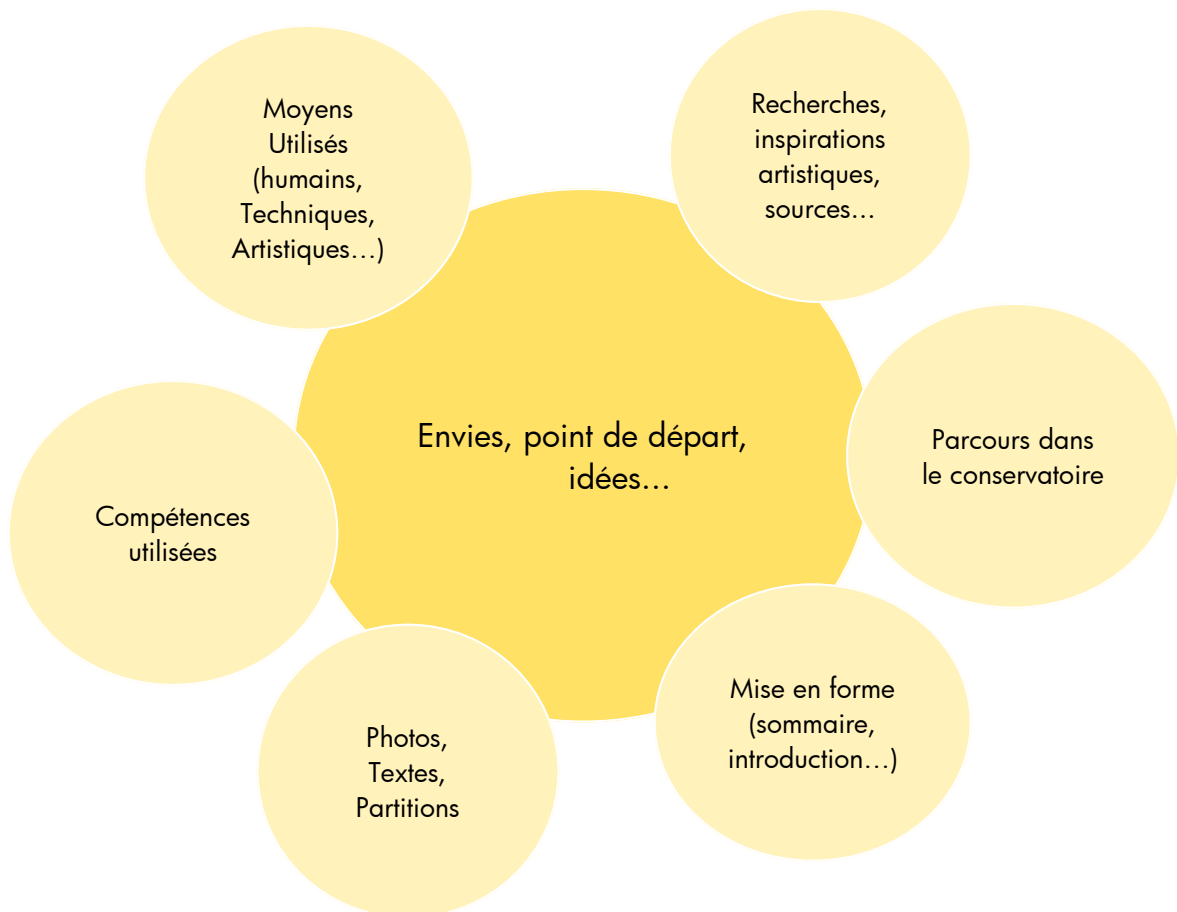 Moyens
Utilisés
(humains,
Techniques,
Artistiques…)
Recherches,
inspirations
artistiques,
sources…
Envies, point de départ,
idées…
Parcours dans
le conservatoire
Compétences
utilisées
Mise en forme
(sommaire,
introduction…)
Photos,
Textes,
Partitions